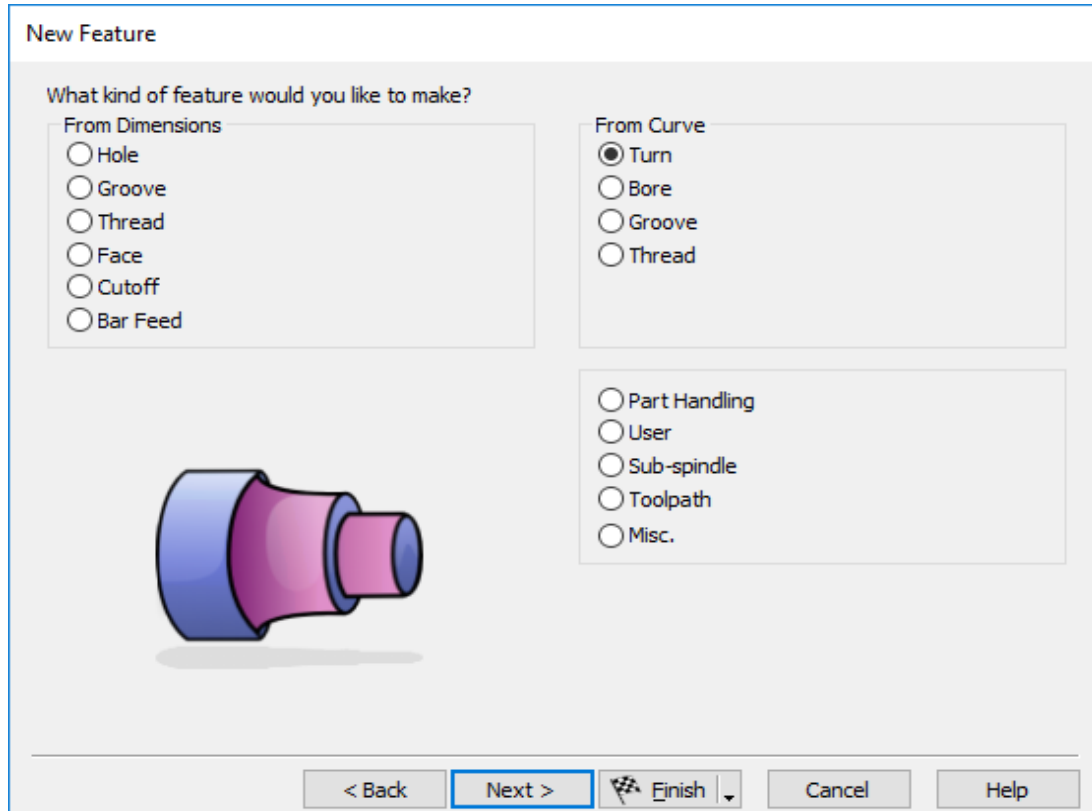 New Feature
What kind of feature would you like to make?
From Dimensions
Hole
Groove
Thread
Face
Cutoff
Bar Feed
From Curve
Turn
Bore
Groove
Thread
Part Handling
User
Sub-spindle
Toolpath
Misc.
< Back
Next >
Finish
Cancel
Help